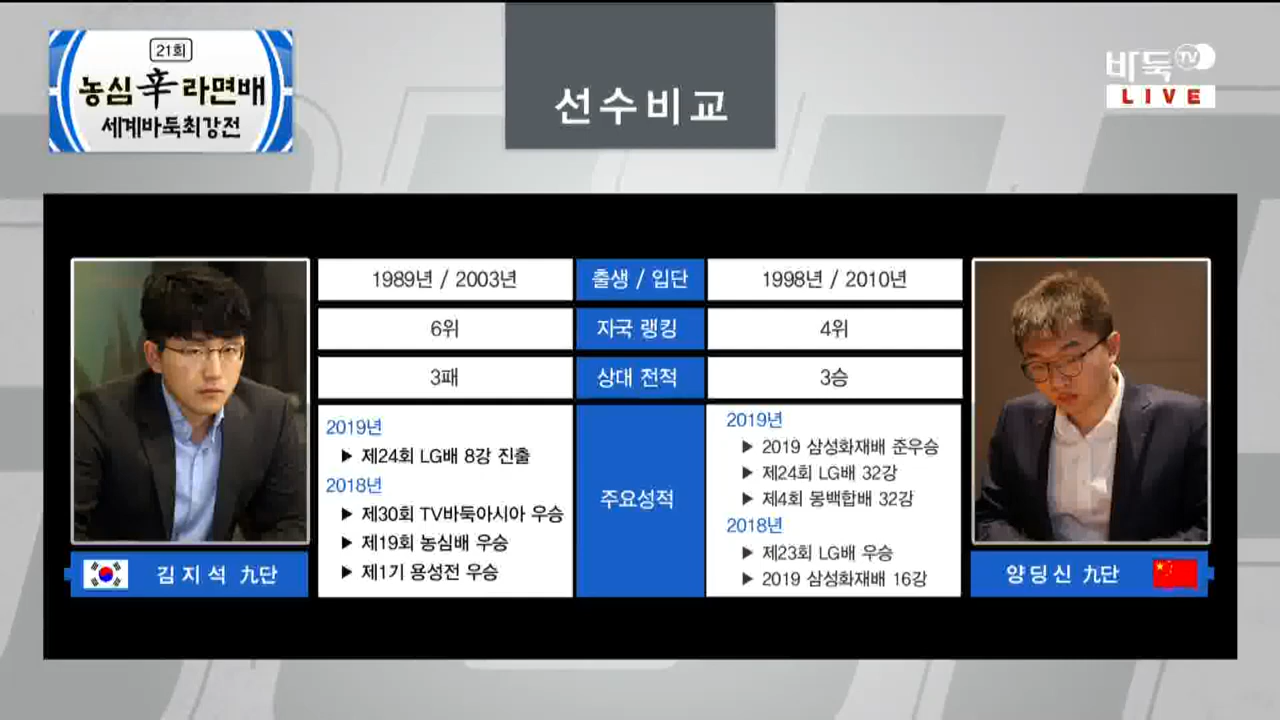 21회
농심 辛 라면배
세계바둑최강전
선수비교
바둑 TV
LIVE
1989년 / 2003년 출생 / 입단 1998년 / 2010년
6위 자국 랭킹 4위
3패 상대 전적 3승
2019년
▶ 제24회 LG배 8강 진출
2018년
▶ 제30회 TV바둑아시아 우승
▶ 제19회 농심배 우승
▶ 제1기 용성전 우승
주요성적
2019년
▶ 2019 삼성화재배 준우승
▶ 제24회 LG배 32강
▶ 제4회 몽백합배 32강
2018년
▶ 제23회 LG배 우승
▶ 2019 삼성화재배 16강
김지석 九단
양딩신 九단